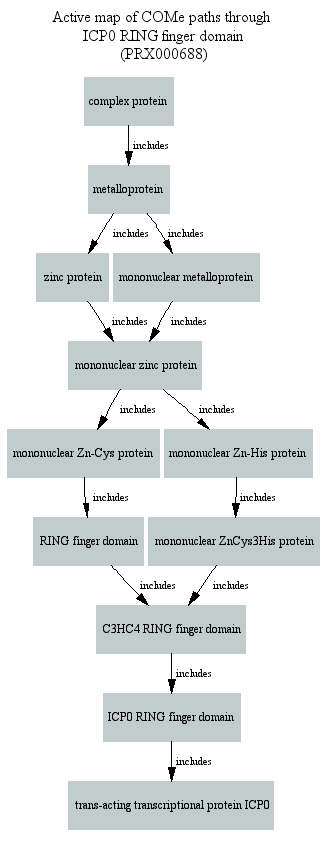 Active map of COMe paths through
ICP0 RING finger domain
(PRX000688)
complex protein
includes
metalloprotein
includes includes
zinc protein mononuclear metalloprotein
includes includes
mononuclear zinc protein
includes includes
mononuclear Zn-Cys protein mononuclear Zn-His protein
includes includes
RING finger domain mononuclear ZnCys3His protein
includes includes
C3HC4 RING finger domain
includes
ICP0 RING finger domain
includes
trans-acting transcriptional protein ICP0